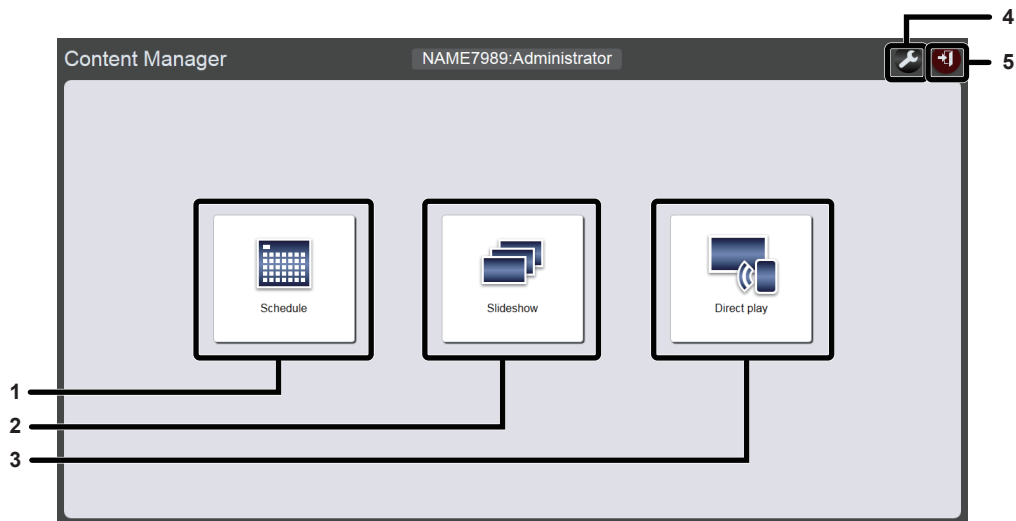 4
Content Manager NAME7989:Administrator
5
Schedule Slideshow Direct play
1
2
3